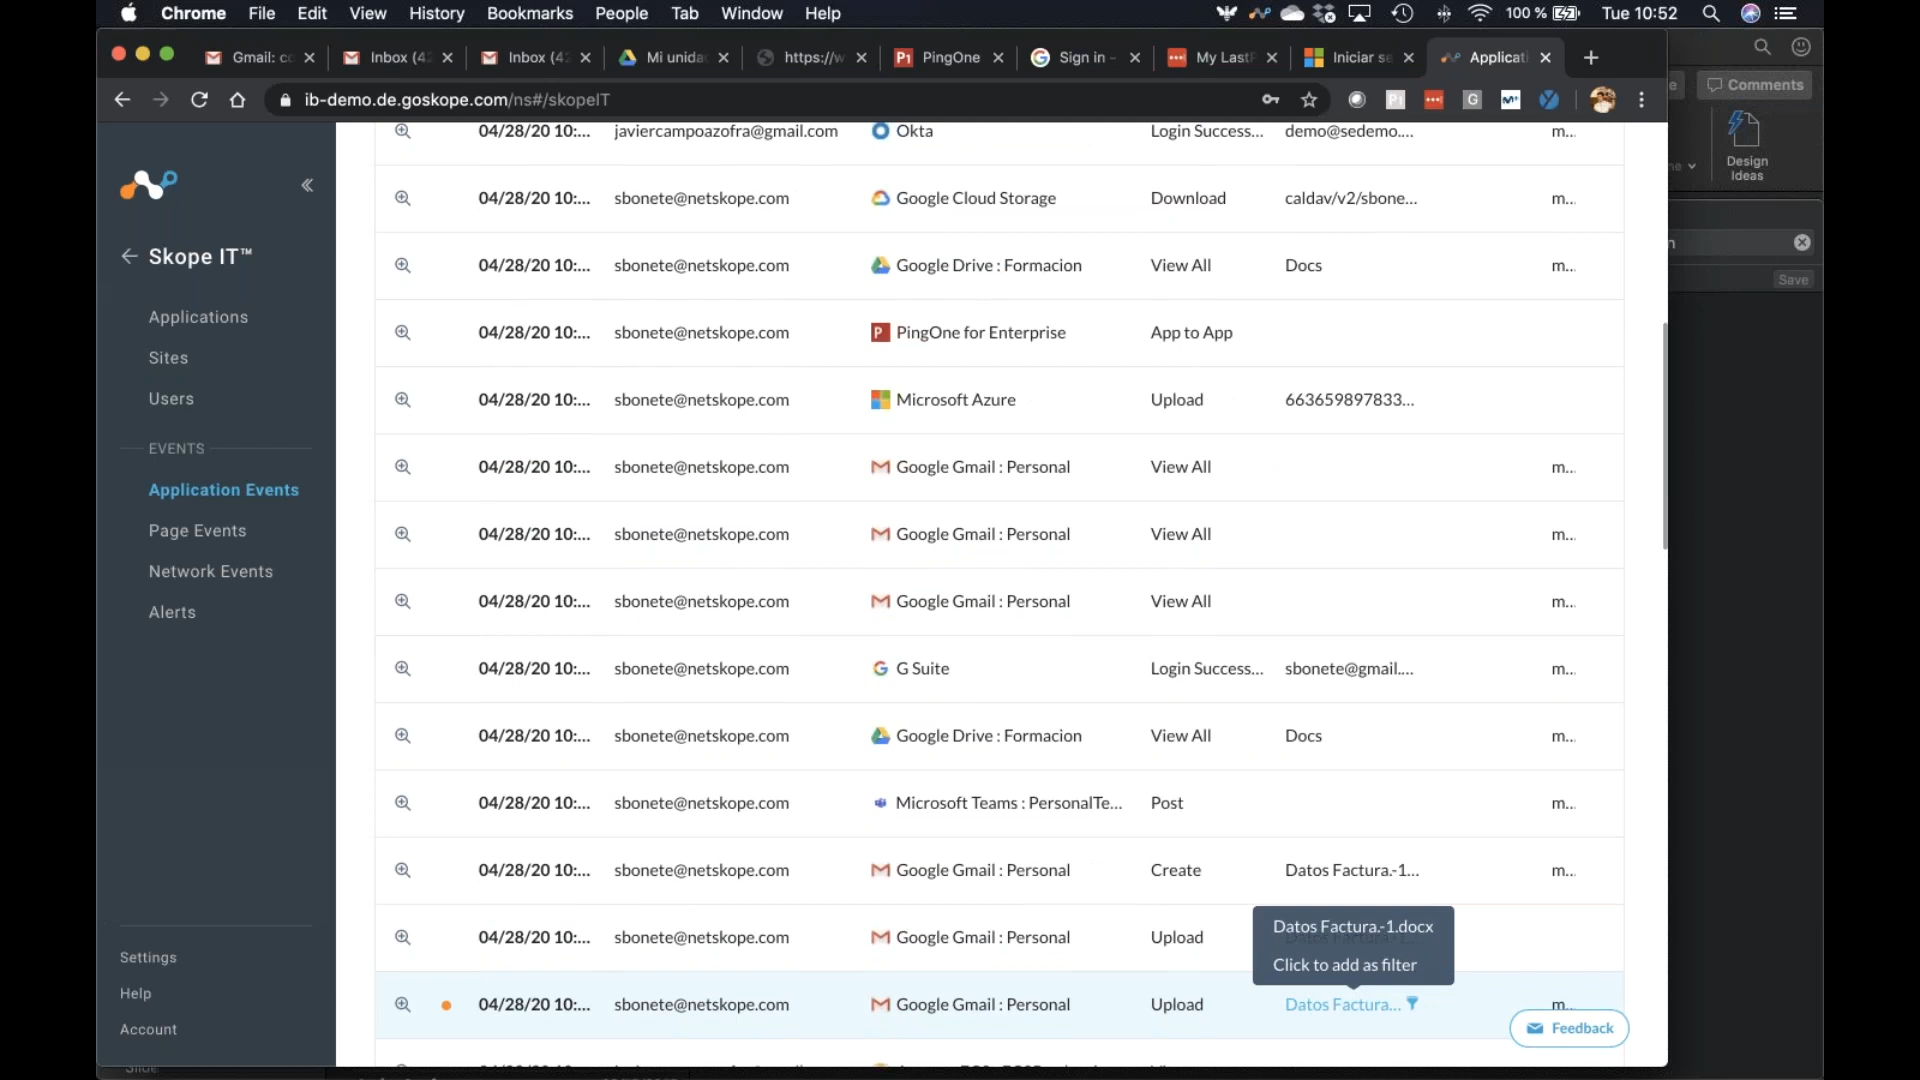 Chrome File Edit View History Bookmarks People Tab Window Help 100 % Tue 10:52
Gmail: co Inbox (42 Inbox (42 Mi unida https://w PingOne Sign in - My LastP Iniciar se Applicati
ib-demo.de.goskope.com/ns#/skopeIT
Comments
Design
Ideas
Save
Skope IT™
Applications
Sites
Users
EVENTS
Application Events
Page Events
Network Events
Alerts
Settings
Help
Account
04/28/20 10:... javiercampoazofra@gmail.com Okta Login Success... demo@sedemo.... m...
04/28/20 10:... sbonete@netskope.com Google Cloud Storage Download caldav/v2/sbone... m...
04/28/20 10:... sbonete@netskope.com Google Drive : Formacion View All Docs m...
04/28/20 10:... sbonete@netskope.com PingOne for Enterprise App to App
04/28/20 10:... sbonete@netskope.com Microsoft Azure Upload 663659897833...
04/28/20 10:... sbonete@netskope.com Google Gmail : Personal View All m...
04/28/20 10:... sbonete@netskope.com Google Gmail : Personal View All m...
04/28/20 10:... sbonete@netskope.com Google Gmail : Personal View All m...
04/28/20 10:... sbonete@netskope.com G Suite Login Success... sbonete@gmail.... m...
04/28/20 10:... sbonete@netskope.com Google Drive : Formacion View All Docs m...
04/28/20 10:... sbonete@netskope.com Microsoft Teams : PersonalTe... Post m...
04/28/20 10:... sbonete@netskope.com Google Gmail : Personal Create Datos Factura.-1... m...
04/28/20 10:... sbonete@netskope.com Google Gmail : Personal Upload
Datos Factura.-1.docx
Click to add as filter
04/28/20 10:... sbonete@netskope.com Google Gmail : Personal Upload Datos Factura... m...
Feedback